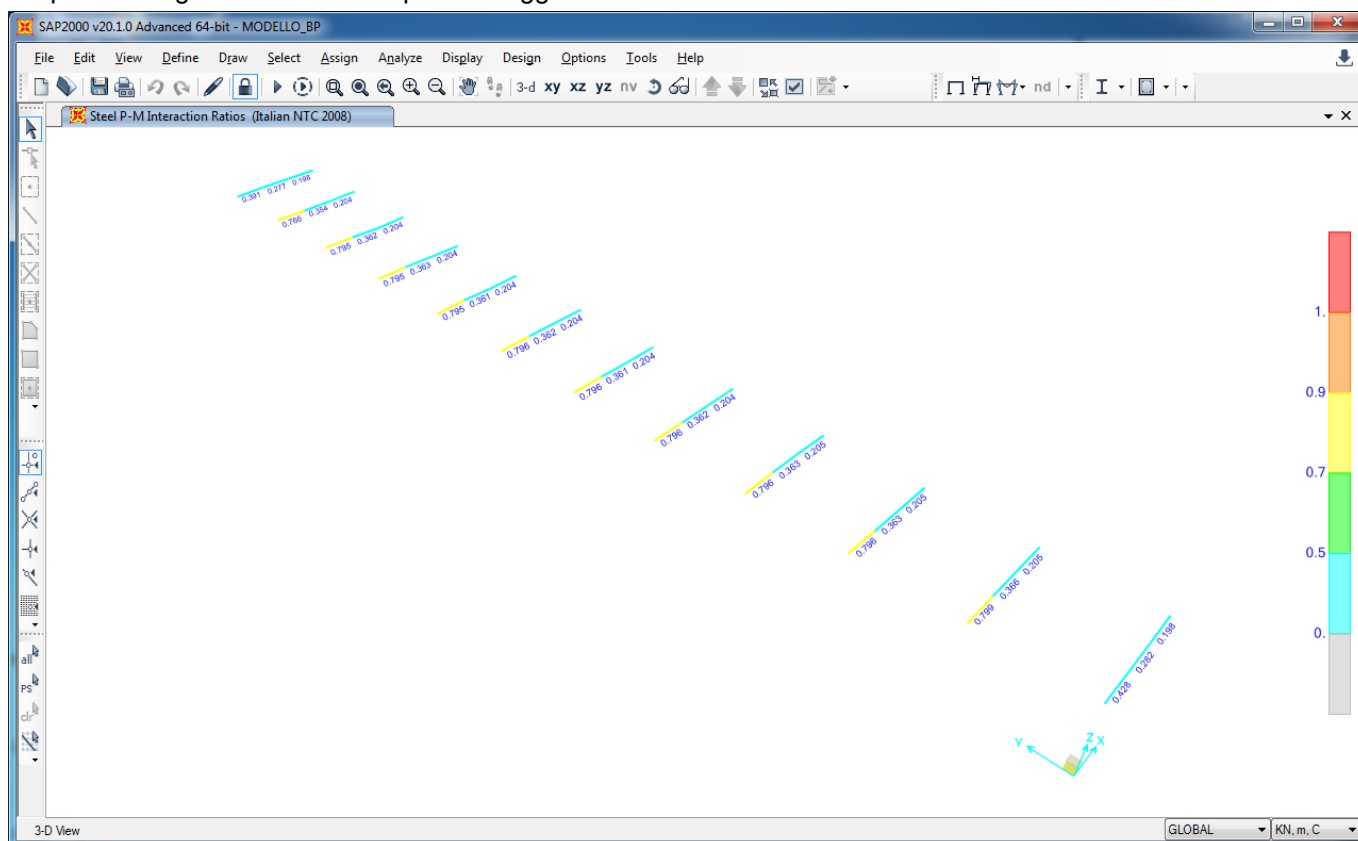 SAP2000 v20.1.0 Advanced 64-bit - MODELLO_BP
File Edit View Define Draw Select Assign Analyze Display Design Options Tools Help
3-d xy xz yz nv nd
Steel P-M Interaction Ratios (Italian NTC 2008)
0.391 0.277 0.198
0.766 0.354 0.204
0.795 0.362 0.204
0.795 0.363 0.204
0.795 0.361 0.204
0.796 0.362 0.204
0.796 0.361 0.204
0.796 0.362 0.204
0.796 0.363 0.205
0.796 0.363 0.205
0.799 0.366 0.205
0.428 0.282 0.198
1.
0.9
0.7
0.5
0.
all
PS
clr
Y Z X
3-D View
GLOBAL
KN, m, C